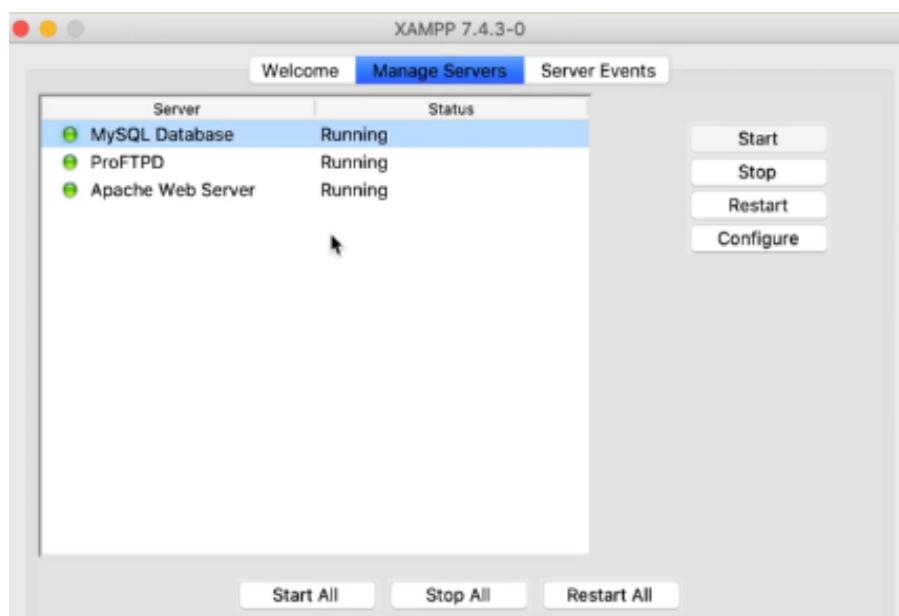 XAMPP 7.4.3-0
Welcome Manage Servers Server Events
Server Status
MySQL Database Running
ProFTPD Running
Apache Web Server Running
Start
Stop
Restart
Configure
Start All Stop All Restart All